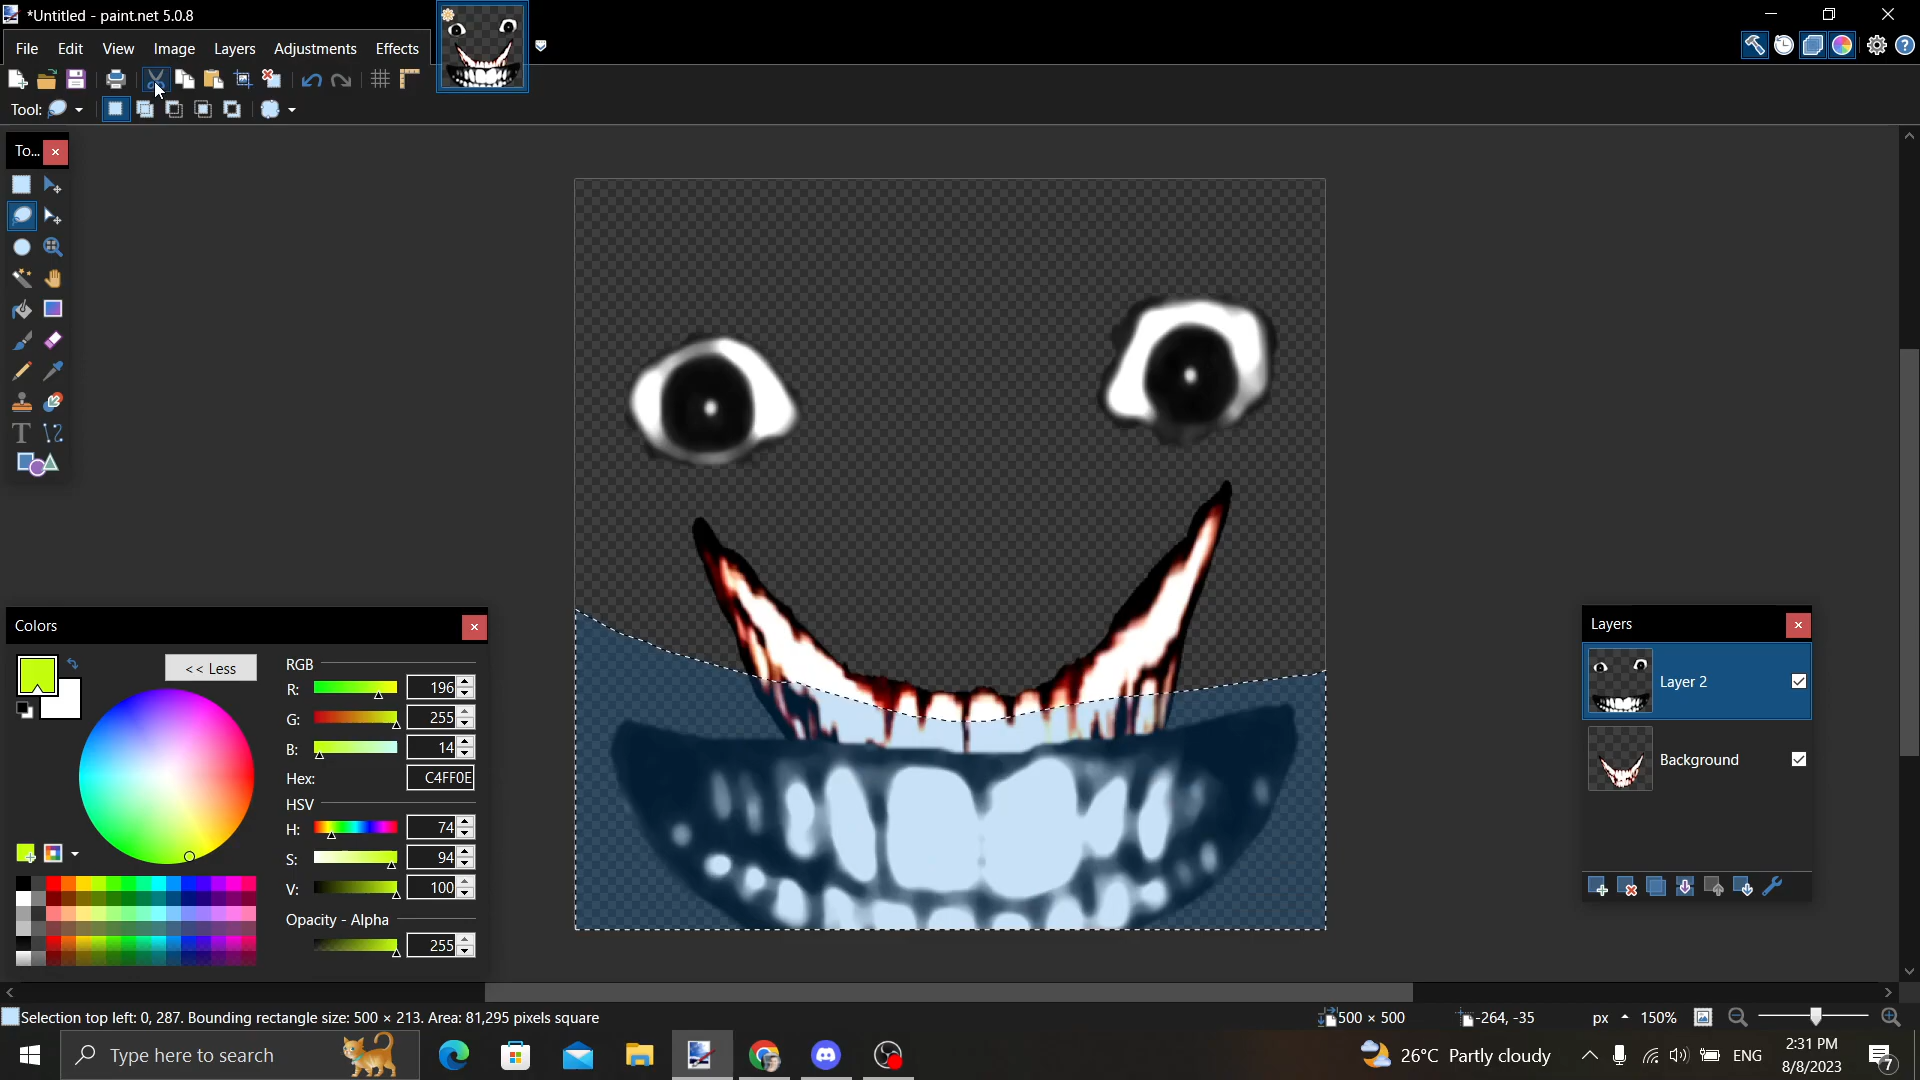 *Untitled - paint.net 5.0.8
File Edit View Image Layers Adjustments Effects
Tool:
To...
Colors
<< Less
RGB
R: 196
G: 255
B: 14
Hex: C4FF0E
HSV
H: 74
S: 94
V: 100
Opacity - Alpha
255
Layers
Layer 2
Background
Selection top left: 0, 287. Bounding rectangle size: 500 × 213. Area: 81,295 pixels square
500 × 500
-264, -35
px
150%
Type here to search
26°C Partly cloudy
ENG
2:31 PM
8/8/2023
7